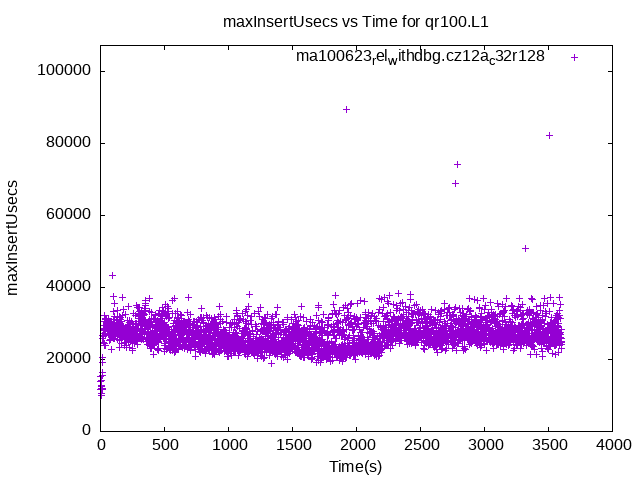 maxInsertUsecs vs Time for qr100.L1
ma100623relwithdbg.cz12ac32r128
100000
80000
60000
40000
20000
0
maxInsertUsecs
0 500 1000 1500 2000 2500 3000 3500 4000
Time(s)